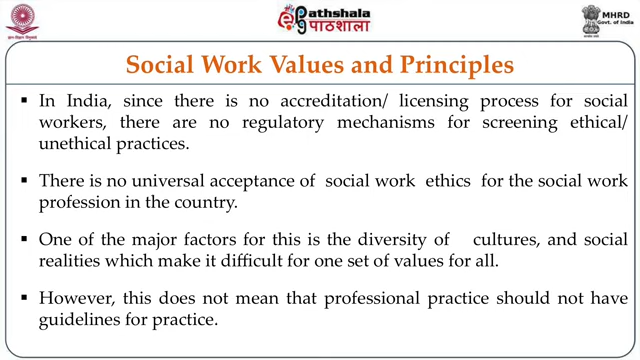 Pathshala
पाठशाला
MHRD
Govt. of India
Social Work Values and Principles
▪ In India, since there is no accreditation/ licensing process for social
workers, there are no regulatory mechanisms for screening ethical/
unethical practices.
▪ There is no universal acceptance of social work ethics for the social work
profession in the country.
▪ One of the major factors for this is the diversity of cultures, and social
realities which make it difficult for one set of values for all.
▪ However, this does not mean that professional practice should not have
guidelines for practice.